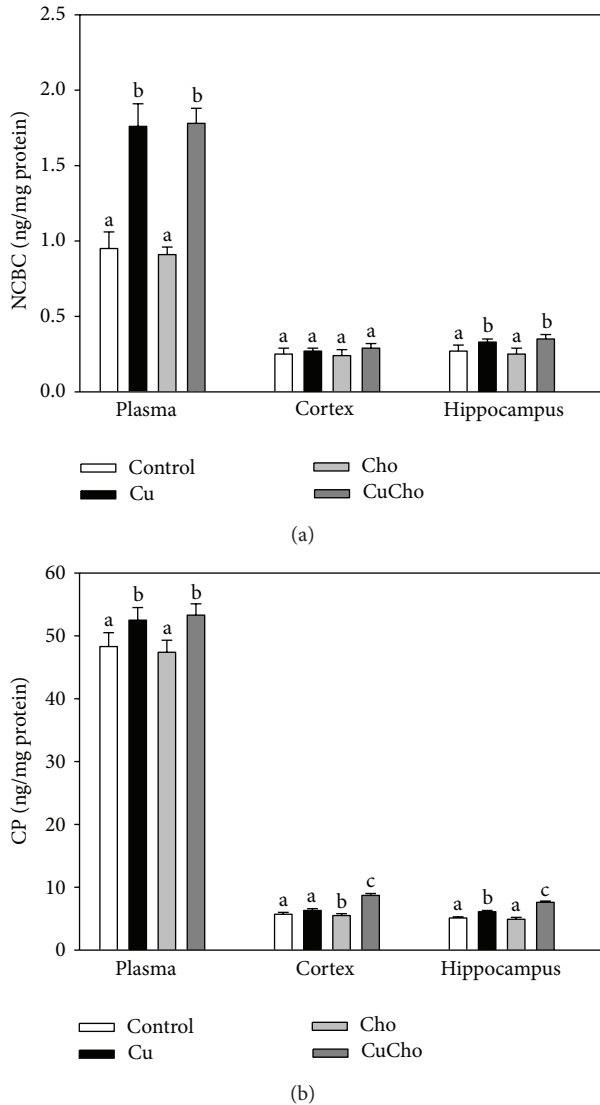 2.5
2.0
1.5
1.0
0.5
0.0
NCBC (ng/mg protein)
a b a b
a a a a
a b a b
Plasma Cortex Hippocampus
Control Cho
Cu CuCho
(a)
60
50
40
30
20
10
0
CP (ng/mg protein)
a b a b
a a b c
a b a c
Plasma Cortex Hippocampus
Control Cho
Cu CuCho
(b)